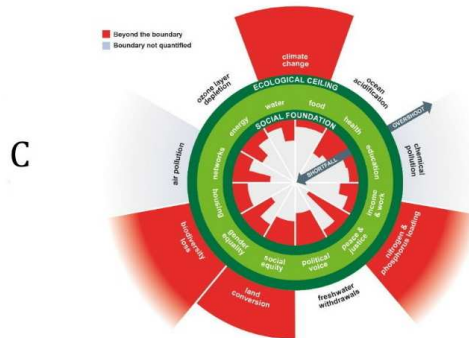 C
Beyond the boundary
Boundary not quantified
climate
change
ozone layer
depletion
ECOLOGICAL CEILING
ocean
acidification
water
food
energy
health
SOCIAL FOUNDATION
OVERSHOOT
SHORTFALL
air pollution
networks
education
chemical
pollution
housing
income
& work
gender
equality
peace &
justice
social
equity
political
voice
biodiversity
loss
nitrogen &
phosphorus loading
land
conversion
freshwater
withdrawals